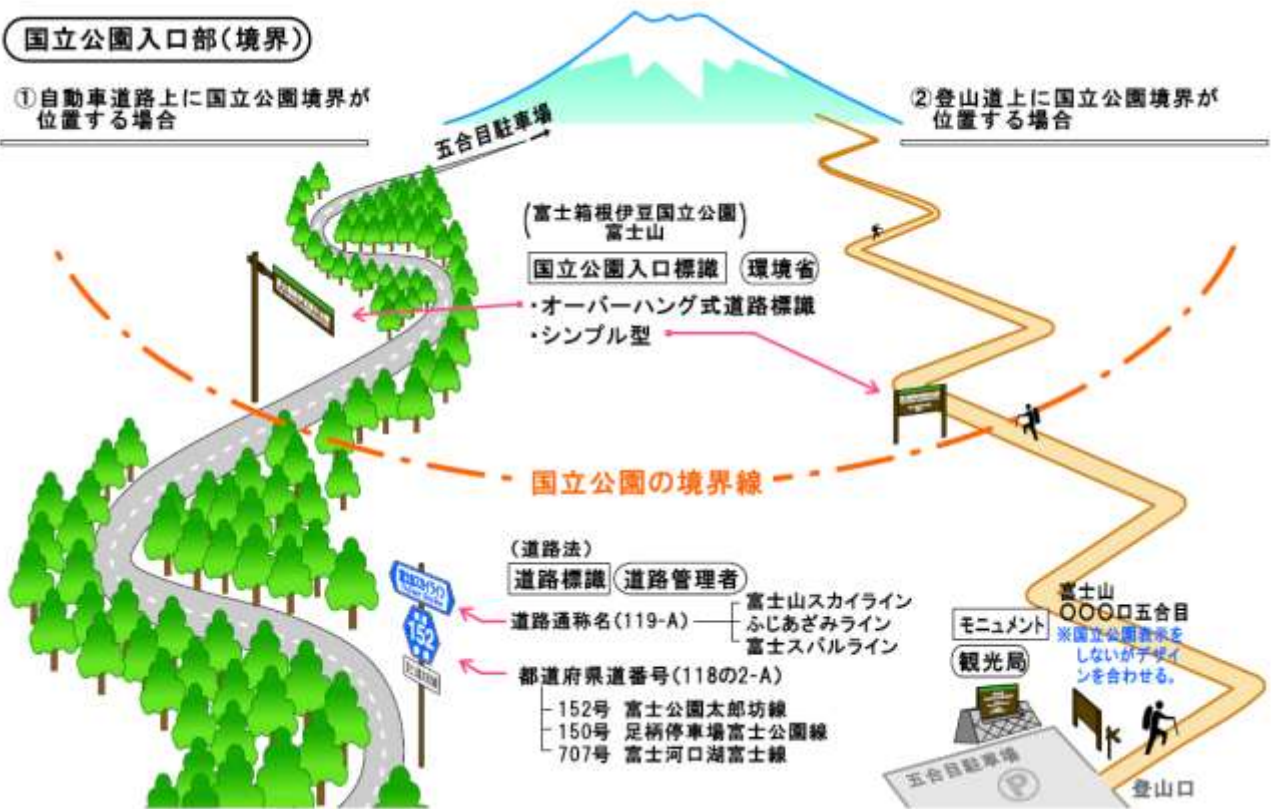 国立公園入口部(境界)
①自動車道路上に国立公園境界が
位置する場合
②登山道上に国立公園境界が
位置する場合
五合目駐車場
(富士箱根伊豆国立公園
富士山)
国立公園入口標識 環境省
・オーバーハング式道路標識
・シンプル型
国立公園の境界線
(道路法)
道路標識 道路管理者
道路通称名(119-A)
富士山スカイライン
ふじあざみライン
富士スバルライン
都道府県道番号(118の2-A)
152号 富士公園太郎坊線
150号 足柄停車場富士公園線
707号 富士河口湖富士線
富士山スカイライン
152
モニュメント
観光局
富士山
〇〇〇口五合目
※国立公園表示を
しないがデザイ
ンを合わせる。
五合目駐車場
P
登山口